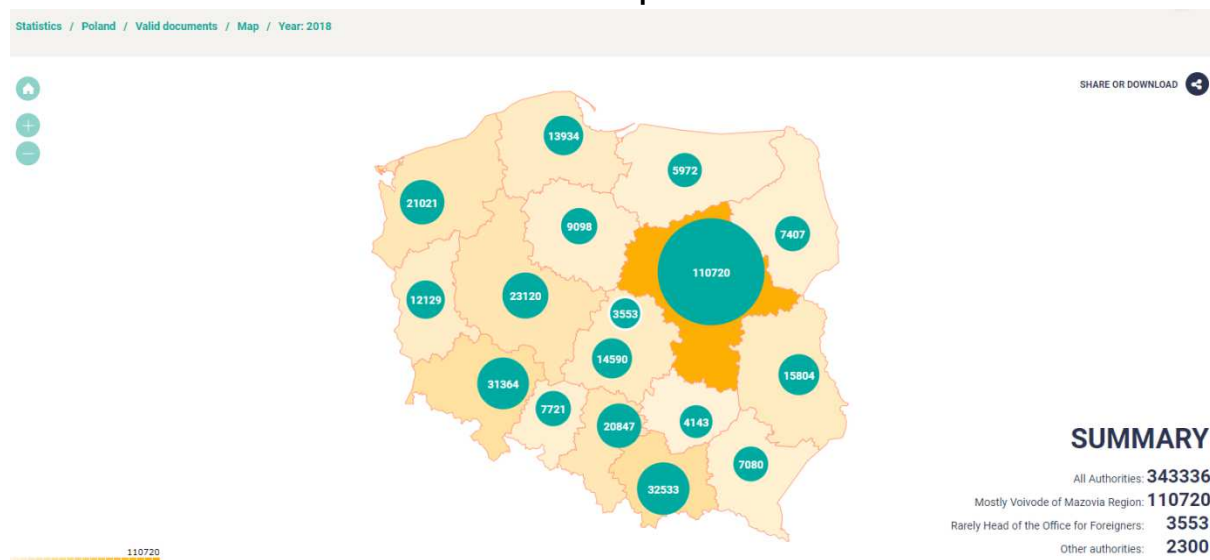 Statistics / Poland / Valid documents / Map / Year: 2018
SHARE OR DOWNLOAD
13934
5972
21021
9098
7407
110720
12129
23120
3553
14590
15804
31364
7721
20847
4143
7080
32533
SUMMARY
All Authorities: 343336
Mostly Voivode of Mazovia Region: 110720
Rarely Head of the Office for Foreigners: 3553
Other authorities: 2300
110720